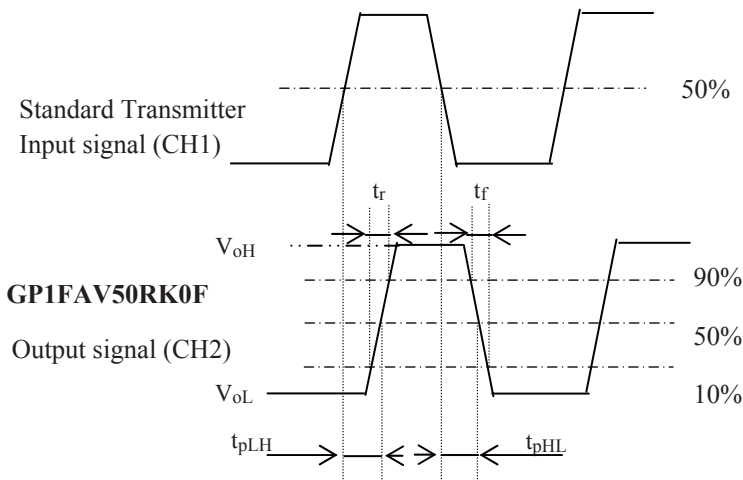 50%
Standard Transmitter
Input signal (CH1)
tr tf
VoH
90%
GP1FAV50RK0F
50%
Output signal (CH2)
VoL 10%
tpLH tpHL